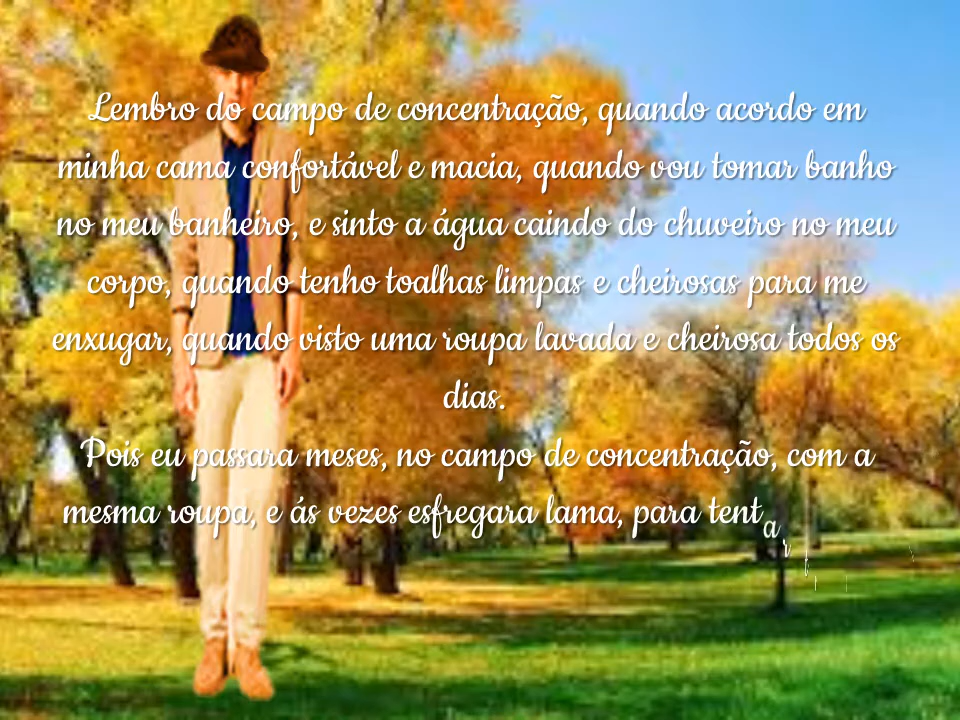 Lembro do campo de concentração, quando acordo em
minha cama confortável e macia, quando vou tomar banho
no meu banheiro, e sinto a água caindo do chuveiro no meu
corpo, quando tenho toalhas limpas e cheirosas para me
enxugar, quando visto uma roupa lavada e cheirosa todos os
dias.
Pois eu passara meses, no campo de concentração, com a
mesma roupa, e ás vezes esfregara lama, para tentar